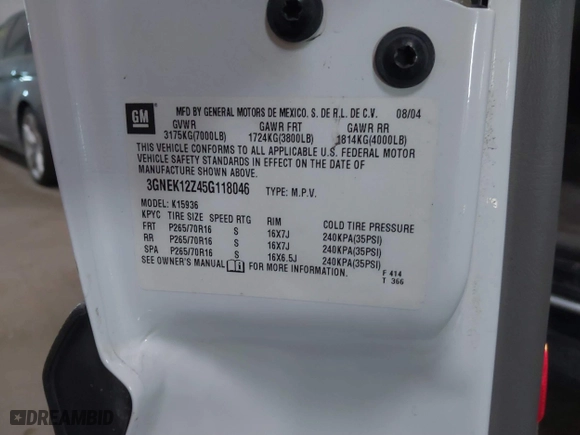 GM
MFD BY GENERAL MOTORS DE MEXICO, S. DE R.L. DE C.V. 08/04
GVWR GAWR FRT GAWR RR
3175KG(7000LB) 1724KG(3800LB) 1814KG(4000LB)
THIS VEHICLE CONFORMS TO ALL APPLICABLE U.S. FEDERAL MOTOR
VEHICLE SAFETY STANDARDS IN EFFECT ON THE DATE OF
MANUFACTURE SHOWN ABOVE.
3GNEK12Z45G118046 TYPE: M.P.V.
MODEL: K15936
KPYC TIRE SIZE SPEED RTG RIM COLD TIRE PRESSURE
FRT P265/70R16 S 16X7J 240KPA(35PSI)
RR P265/70R16 S 16X7J 240KPA(35PSI)
SPA P265/70R16 S 16X6.5J 240KPA(35PSI)
SEE OWNER'S MANUAL FOR MORE INFORMATION.
F 414
T 366
DREAMBID